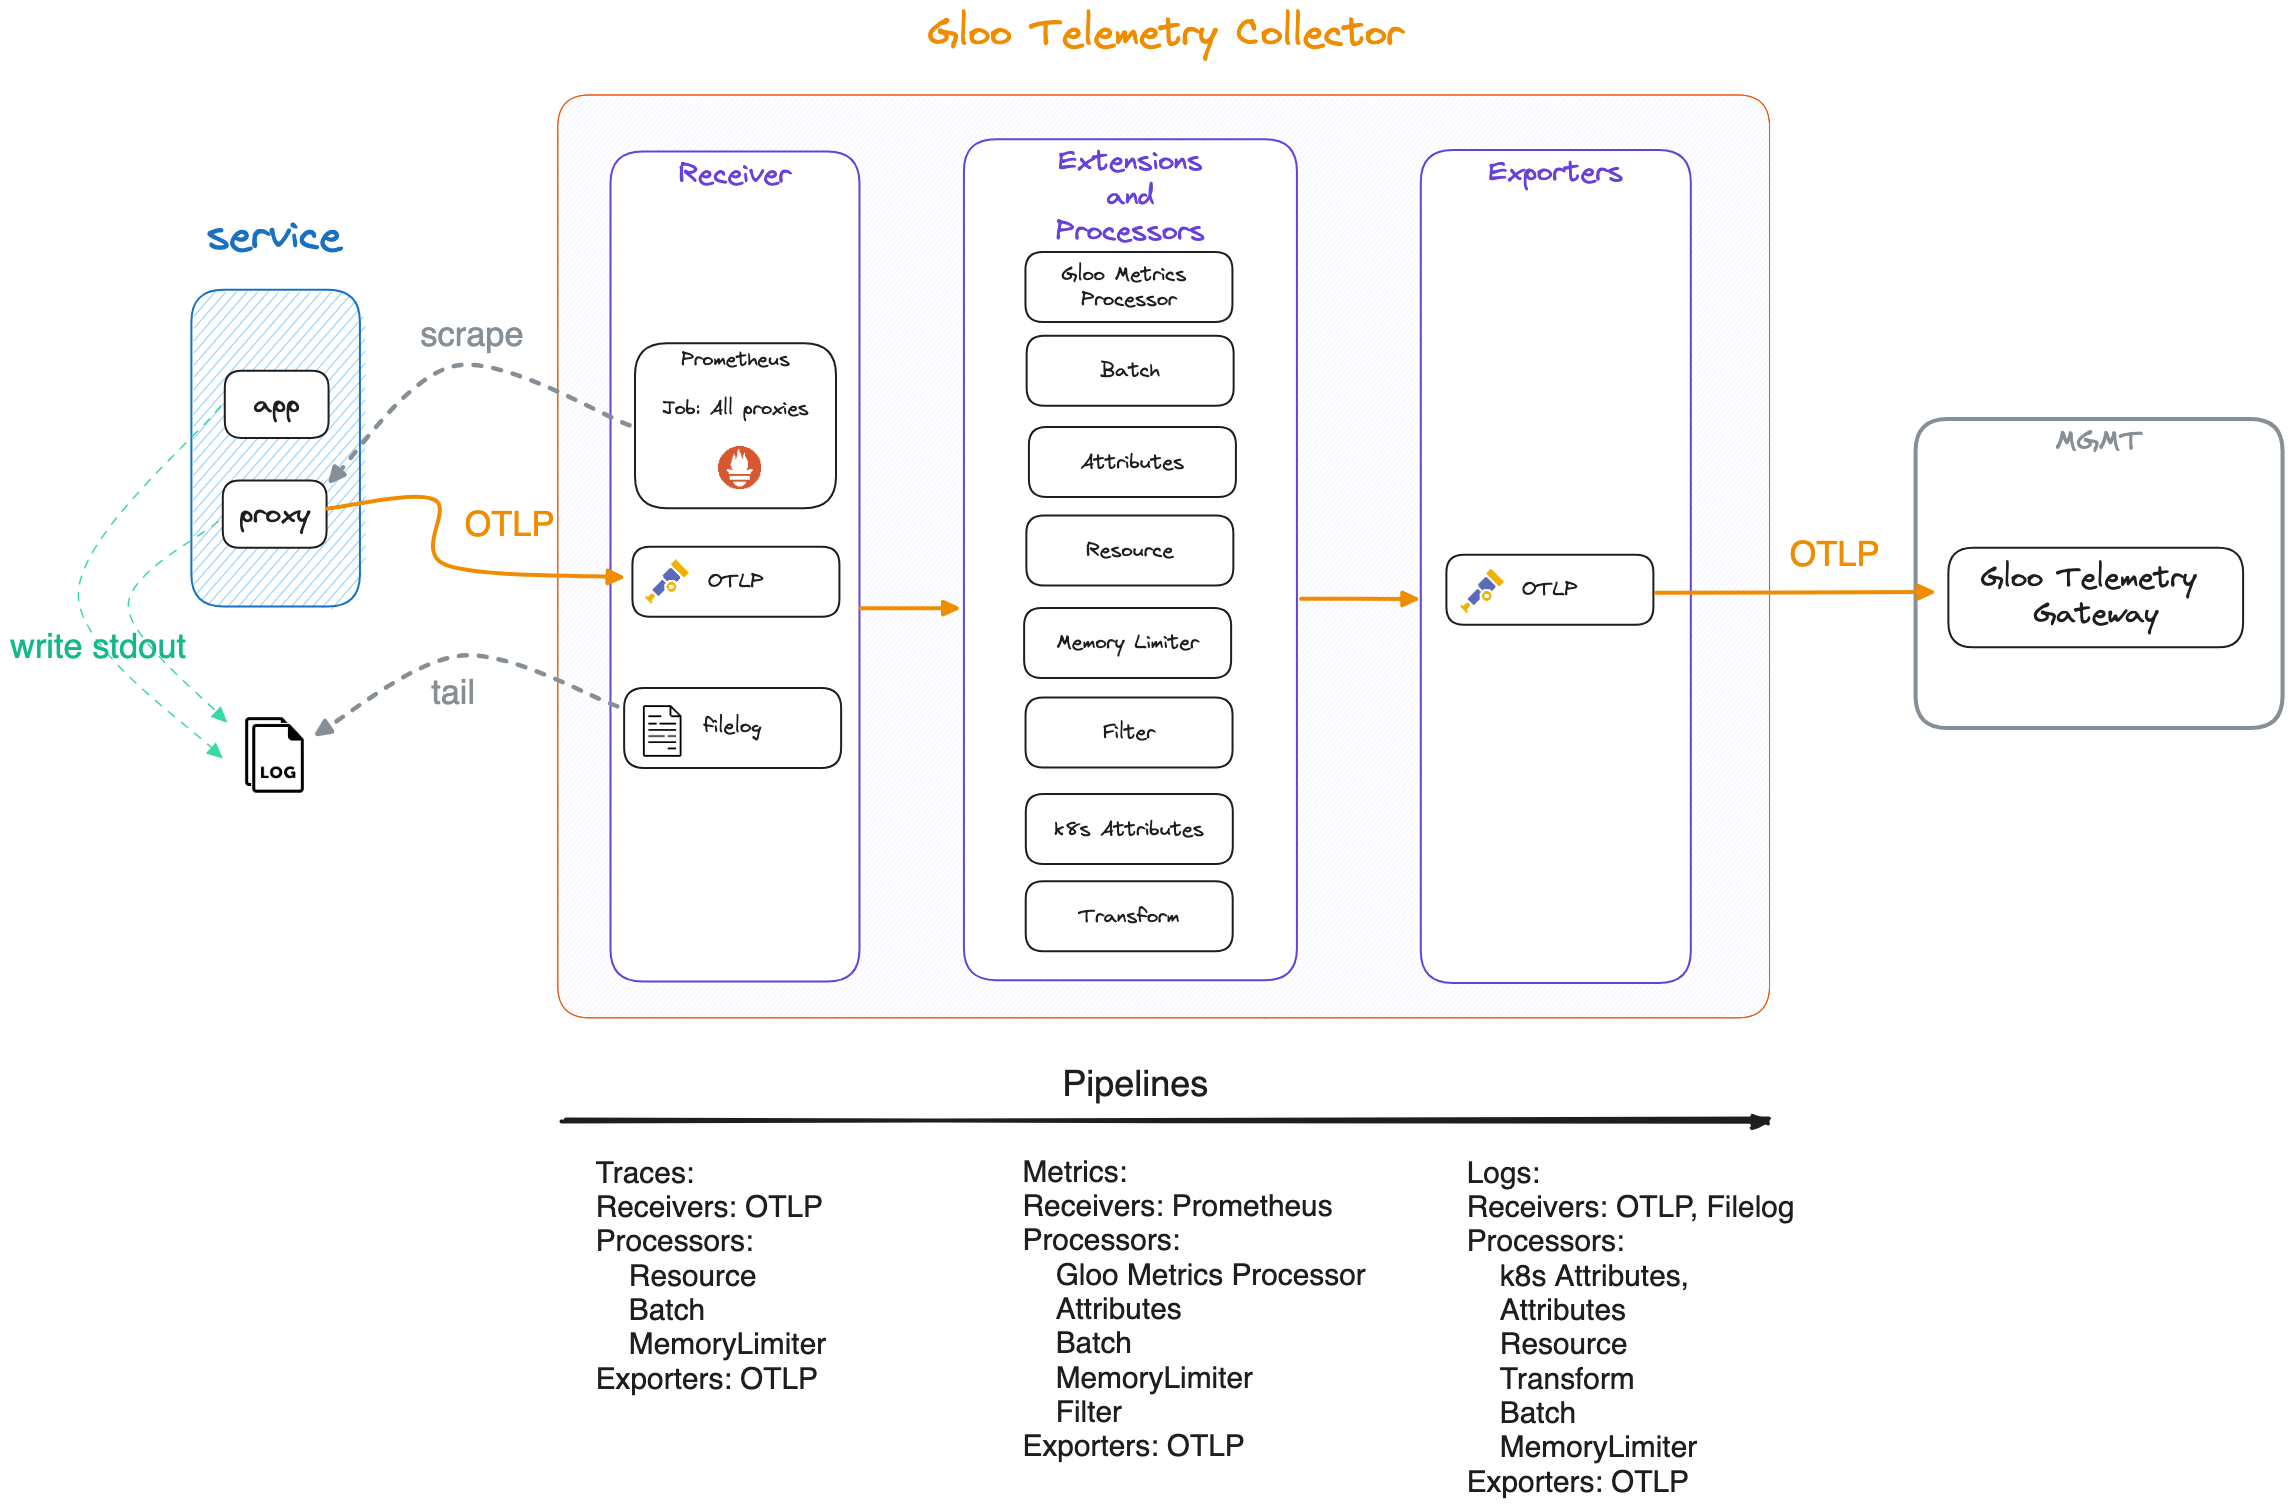 Gloo Telemetry Collector
service
app
proxy
write stdout
LOG
scrape
OTLP
tail
Receiver
Prometheus
Job: All proxies
OTLP
filelog
Extensions
and
Processors
Gloo Metrics
Processor
Batch
Attributes
Resource
Memory Limiter
Filter
k8s Attributes
Transform
Exporters
OTLP
OTLP
MGMT
Gloo Telemetry
Gateway
Pipelines
Traces:
Receivers: OTLP
Processors:
Resource
Batch
MemoryLimiter
Exporters: OTLP
Metrics:
Receivers: Prometheus
Processors:
Gloo Metrics Processor
Attributes
Batch
MemoryLimiter
Filter
Exporters: OTLP
Logs:
Receivers: OTLP, Filelog
Processors:
k8s Attributes,
Attributes
Resource
Transform
Batch
MemoryLimiter
Exporters: OTLP